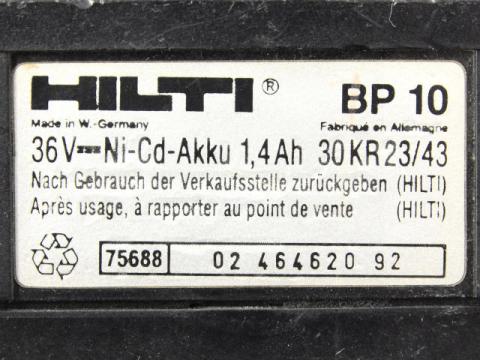 HILTI® BP 10
Made in W.-Germany Fabriqué en Allemagne
36V⎓Ni-Cd-Akku 1,4Ah 30KR23/43
Nach Gebrauch der Verkaufsstelle zurückgeben (HILTI)
Après usage, à rapporter au point de vente (HILTI)
75688 02 464620 92